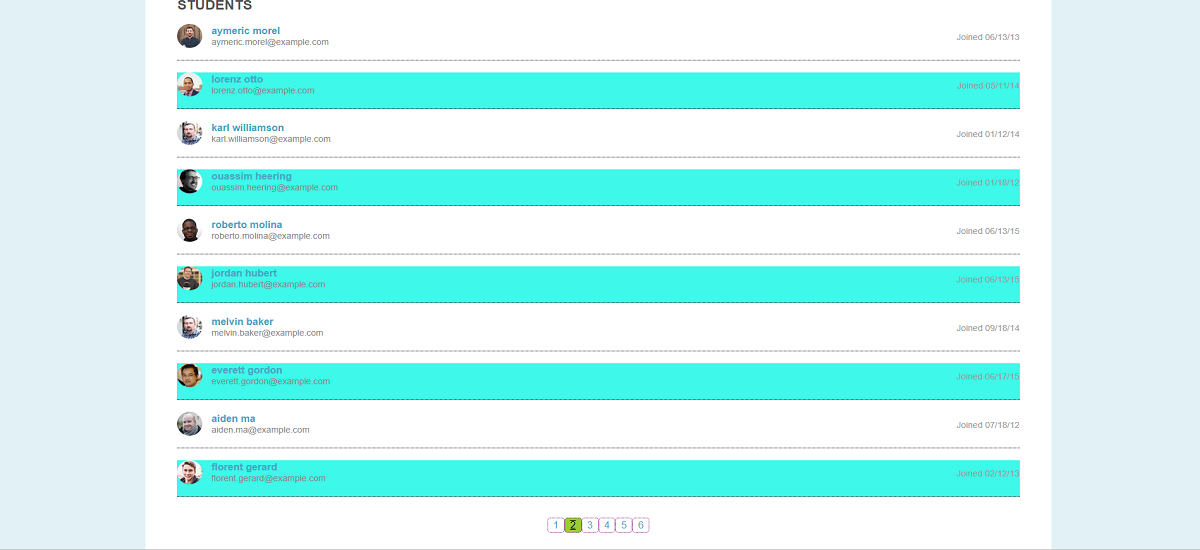 STUDENTS
aymeric morel
aymeric.morel@example.com
Joined 06/13/13
lorenz otto
lorenz.otto@example.com
Joined 05/11/14
karl williamson
karl.williamson@example.com
Joined 01/12/14
ouassim heering
ouassim.heering@example.com
Joined 01/18/12
roberto molina
roberto.molina@example.com
Joined 06/13/15
jordan hubert
jordan.hubert@example.com
Joined 06/13/15
melvin baker
melvin.baker@example.com
Joined 09/18/14
everett gordon
everett.gordon@example.com
Joined 06/17/15
aiden ma
aiden.ma@example.com
Joined 07/18/12
florent gerard
florent.gerard@example.com
Joined 02/12/13
1 2 3 4 5 6